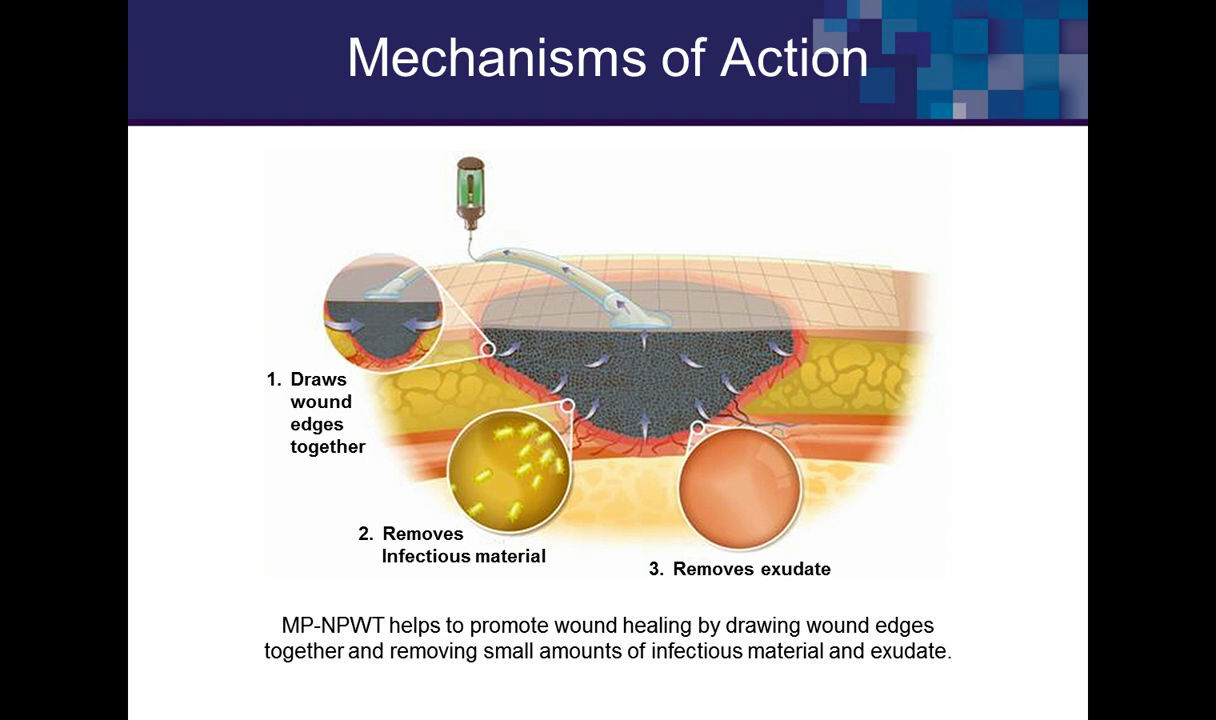 Mechanisms of Action
1. Draws
wound
edges
together
2. Removes
Infectious material
3. Removes exudate
MP-NPWT helps to promote wound healing by drawing wound edges
together and removing small amounts of infectious material and exudate.